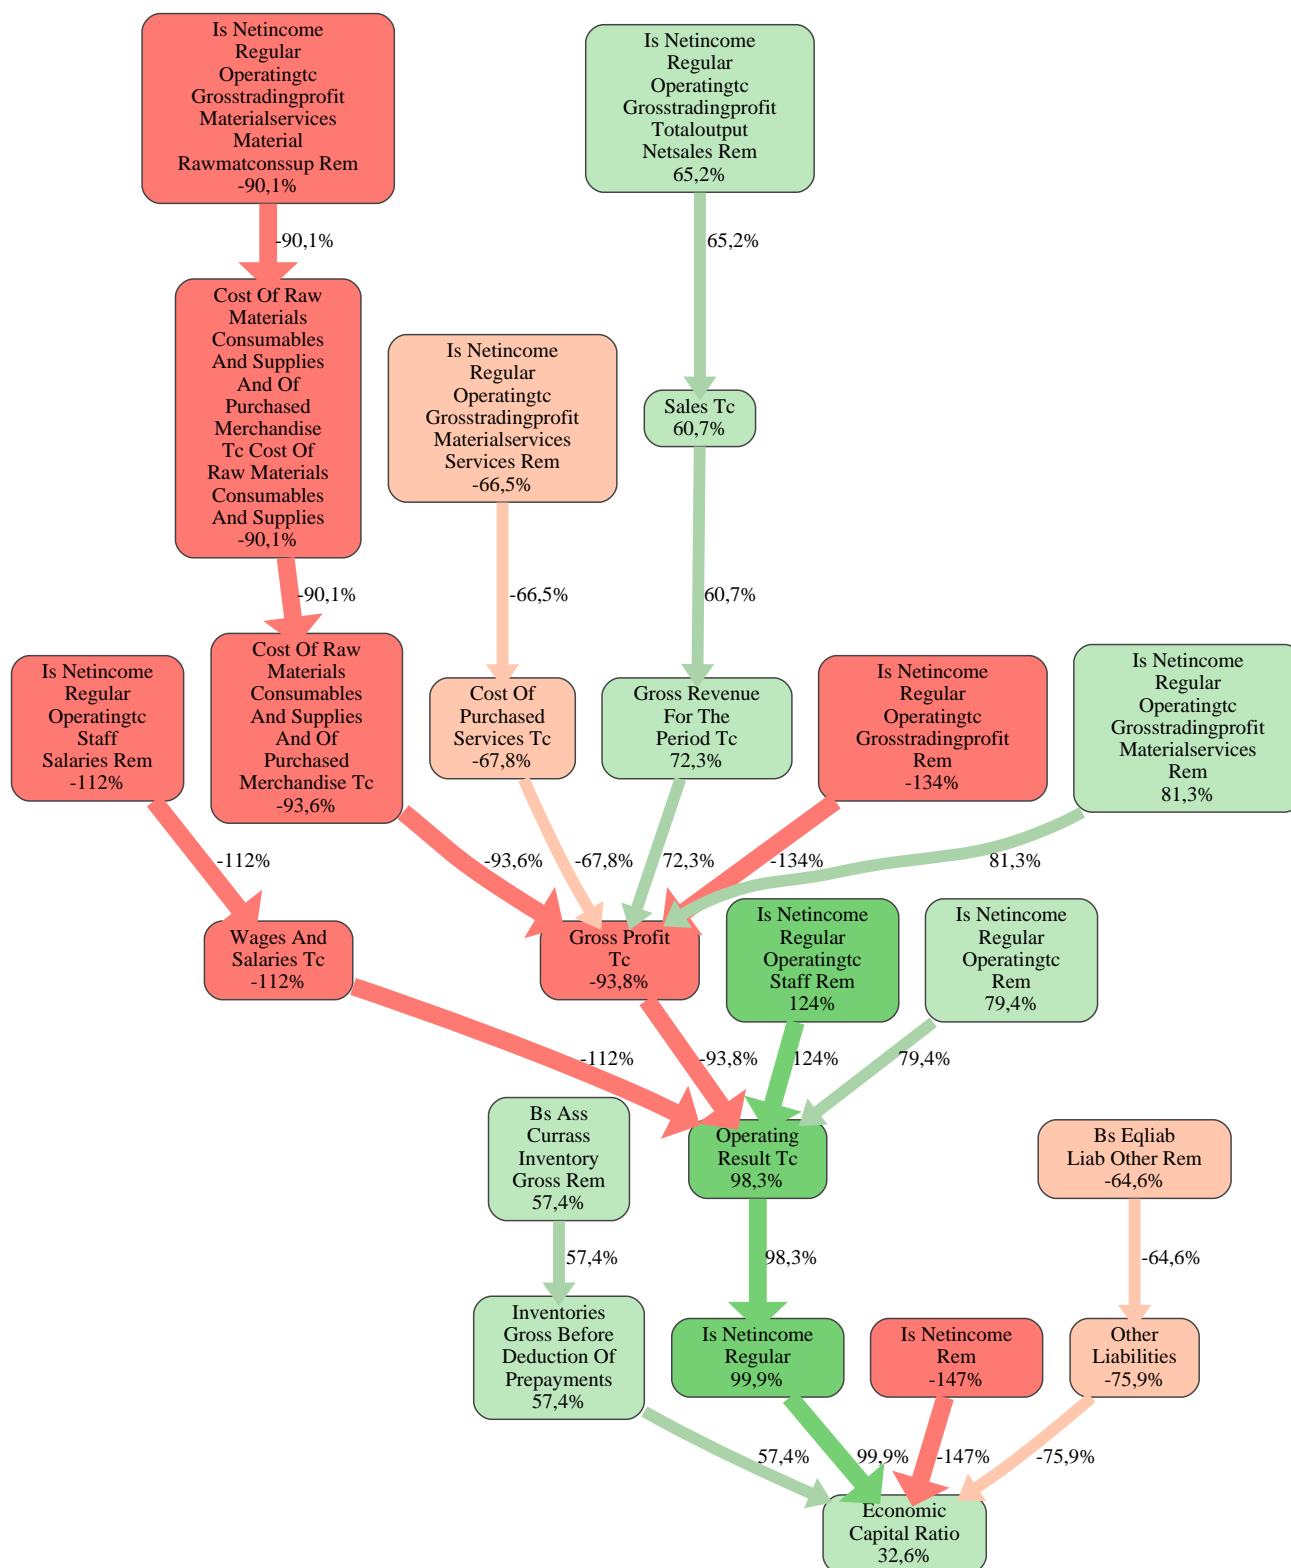 Is Netincome
Regular
Operatingtc
Grosstradingprofit
Materialservices
Material
Rawmatconssup Rem
-90,1%
Is Netincome
Regular
Operatingtc
Grosstradingprofit
Totaloutput
Netsales Rem
65,2%
-90,1%
65,2%
Cost Of Raw
Materials
Consumables
And Supplies
And Of
Purchased
Merchandise
Tc Cost Of
Raw Materials
Consumables
And Supplies
-90,1%
Is Netincome
Regular
Operatingtc
Grosstradingprofit
Materialservices
Services Rem
-66,5%
Sales Tc
60,7%
-90,1%
-66,5%
60,7%
Is Netincome
Regular
Operatingtc
Staff
Salaries Rem
-112%
Cost Of Raw
Materials
Consumables
And Supplies
And Of
Purchased
Merchandise Tc
-93,6%
Cost Of
Purchased
Services Tc
-67,8%
Gross Revenue
For The
Period Tc
72,3%
Is Netincome
Regular
Operatingtc
Grosstradingprofit
Rem
-134%
Is Netincome
Regular
Operatingtc
Grosstradingprofit
Materialservices
Rem
81,3%
-112%
-93,6%
-67,8%
72,3%
-134%
81,3%
Wages And
Salaries Tc
-112%
Gross Profit
Tc
-93,8%
Is Netincome
Regular
Operatingtc
Staff Rem
124%
Is Netincome
Regular
Operatingtc
Rem
79,4%
-112%
-93,8%
124%
79,4%
Bs Ass
Currass
Inventory
Gross Rem
57,4%
Operating
Result Tc
98,3%
Bs Eqliab
Liab Other Rem
-64,6%
57,4%
98,3%
-64,6%
Inventories
Gross Before
Deduction Of
Prepayments
57,4%
Is Netincome
Regular
99,9%
Is Netincome
Rem
-147%
Other
Liabilities
-75,9%
57,4%
99,9%
-147%
-75,9%
Economic
Capital Ratio
32,6%